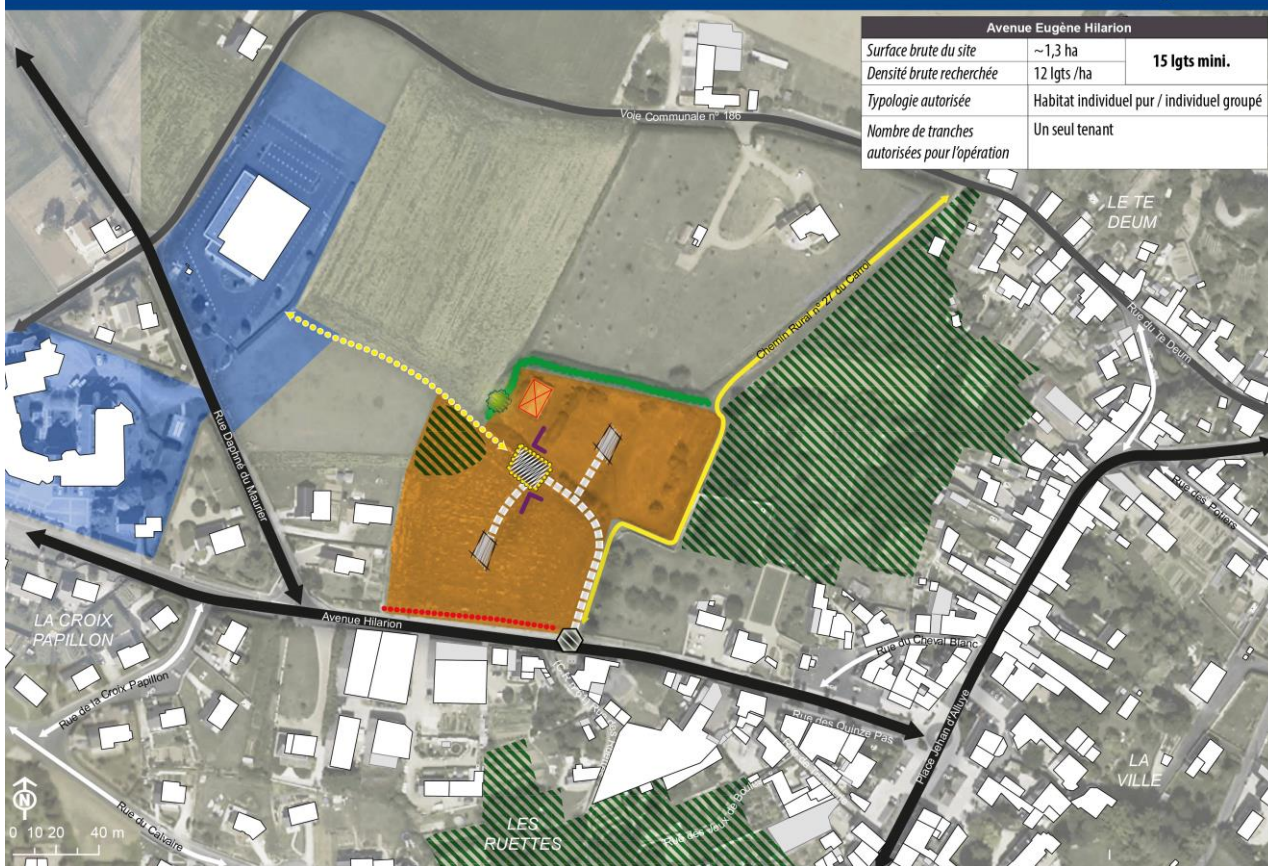 Avenue Eugène Hilarion
Surface brute du site
~1,3 ha
15 lgts mini.
Densité brute recherchée
12 lgts /ha
Typologie autorisée
Habitat individuel pur / individuel groupé
Nombre de tranches
autorisées pour l'opération
Un seul tenant
Voie Communale n° 186
LE TE
DEUM
Chemin Rural n° 27 du Carroi
Rue du Te Deum
Rue Daphné du Maurier
Rue des Potiers
LA CROIX
PAPILLON
Avenue Hilarion
Rue du Cheval Blanc
Rue de la Croix Papillon
Rue des Quinze Pas
Place Jehan d'Alluye
LA
VILLE
N
0 10 20 40 m
Rue du Calvaire
LES
RUETTES